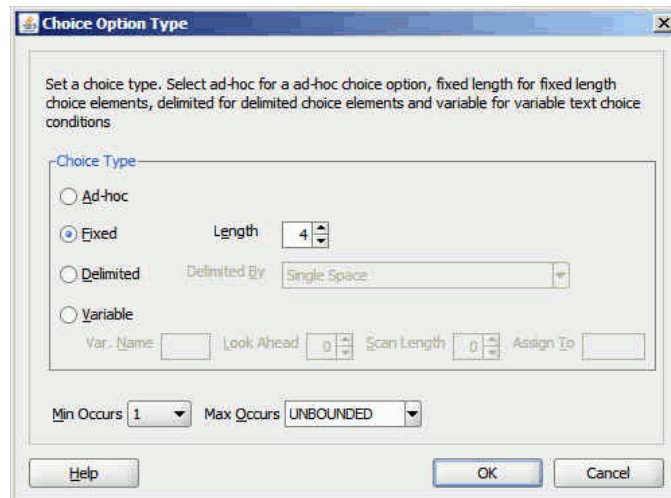 Choice Option Type
Set a choice type. Select ad-hoc for a ad-hoc choice option, fixed length for fixed length
choice elements, delimited for delimited choice elements and variable for variable text choice
conditions
Choice Type
Ad-hoc
Fixed Length 4
Delimited Delimited By Single Space
Variable
Var. Name Look Ahead 0 Scan Length 0 Assign To
Min Occurs 1 Max Occurs UNBOUNDED
Help OK Cancel